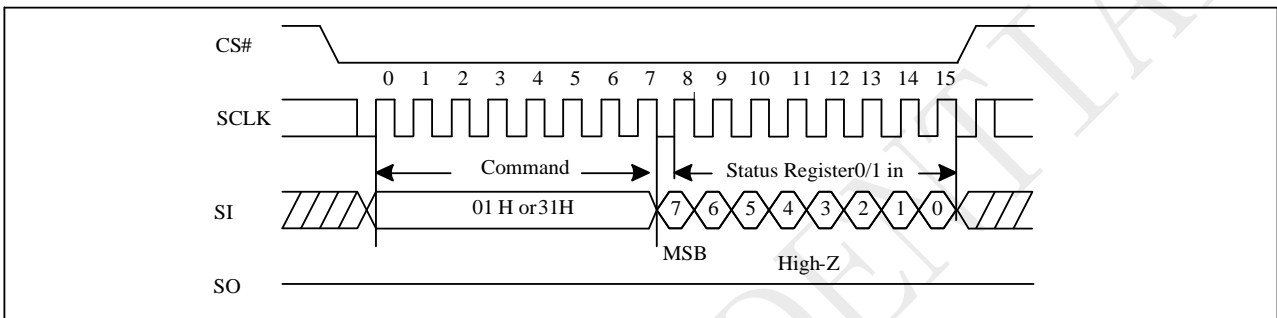 CS#
0 1 2 3 4 5 6 7 8 9 10 11 12 13 14 15
SCLK
Command
Status Register0/1 in
SI
01 H or31H
7 6 5 4 3 2 1 0
MSB
High-Z
SO